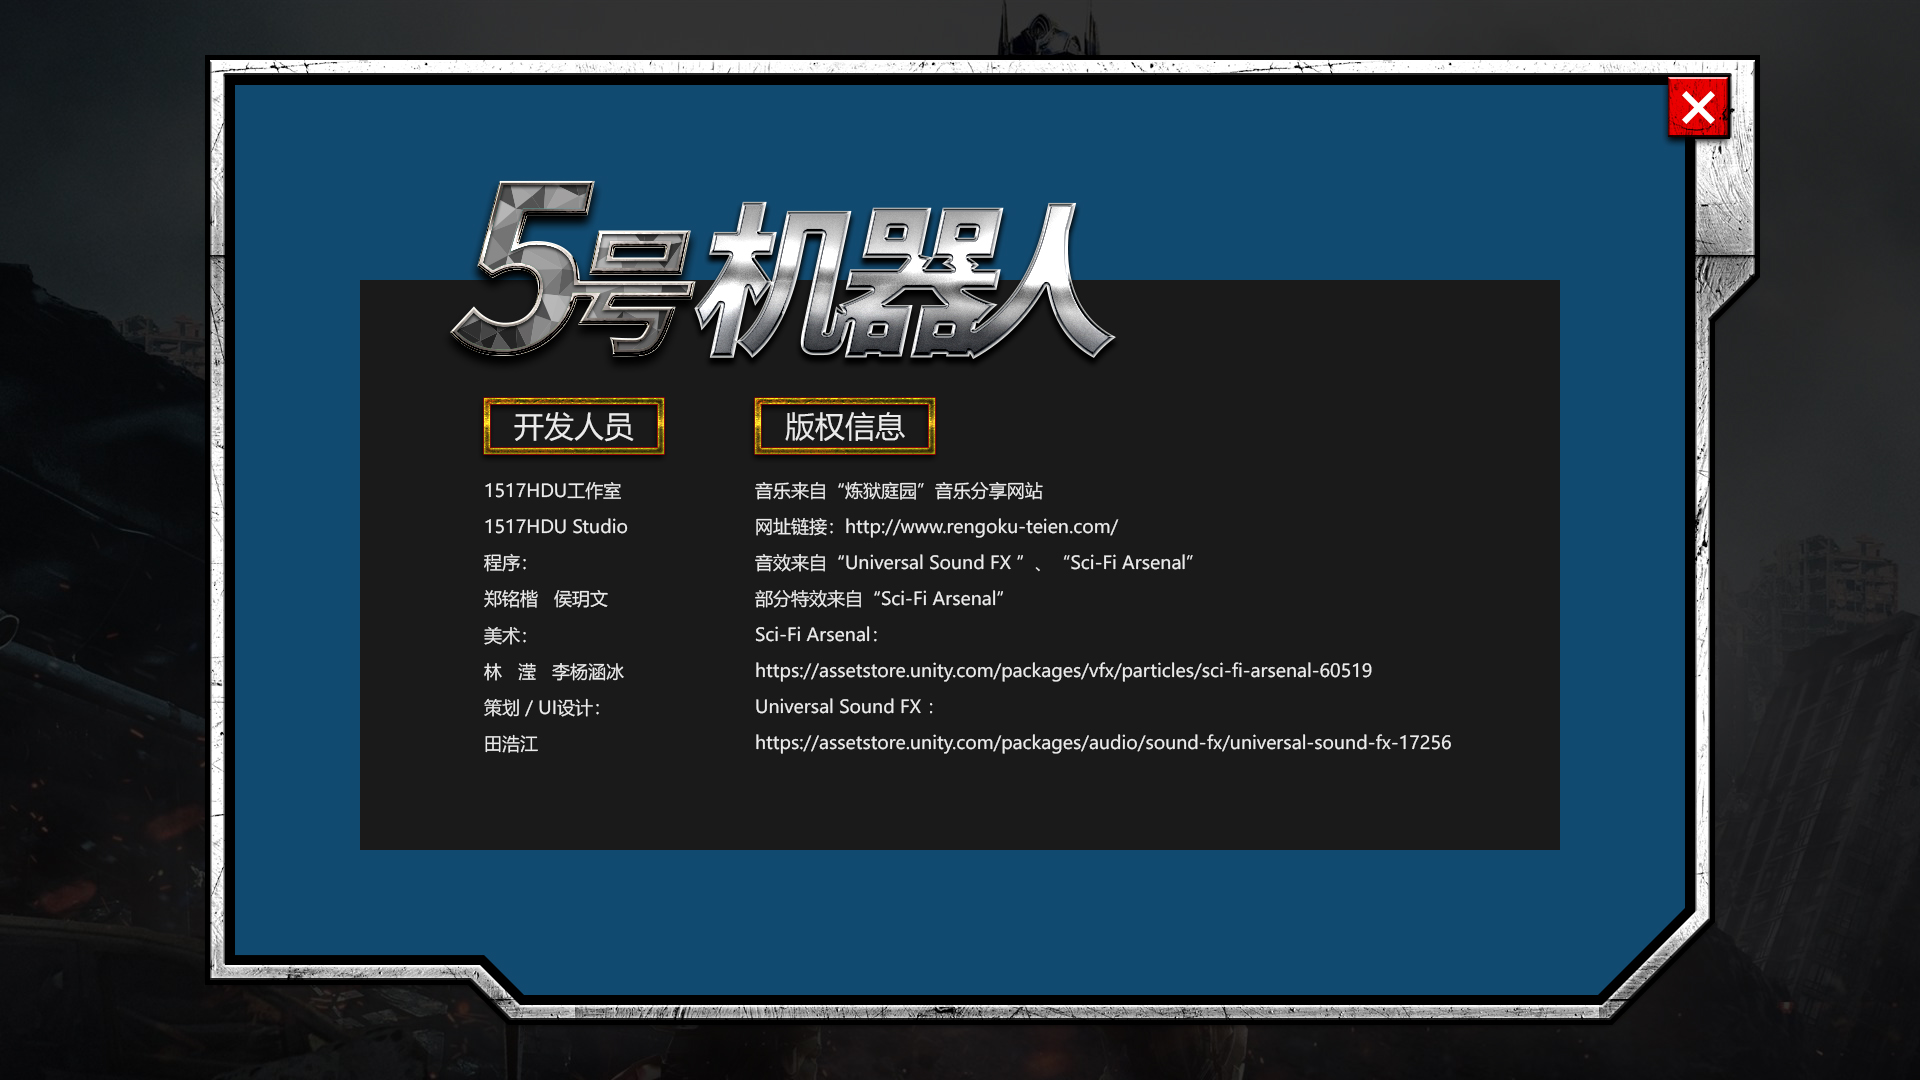 5号机器人
开发人员
1517HDU工作室
1517HDU Studio
程序：
郑铭楷 侯玥文
美术：
林 滢 李杨涵冰
策划 / UI设计：
田浩江
版权信息
音乐来自“炼狱庭园”音乐分享网站
网址链接：http://www.rengoku-teien.com/
音效来自“Universal Sound FX ”、“Sci-Fi Arsenal”
部分特效来自“Sci-Fi Arsenal”
Sci-Fi Arsenal：
https://assetstore.unity.com/packages/vfx/particles/sci-fi-arsenal-60519
Universal Sound FX ：
https://assetstore.unity.com/packages/audio/sound-fx/universal-sound-fx-17256